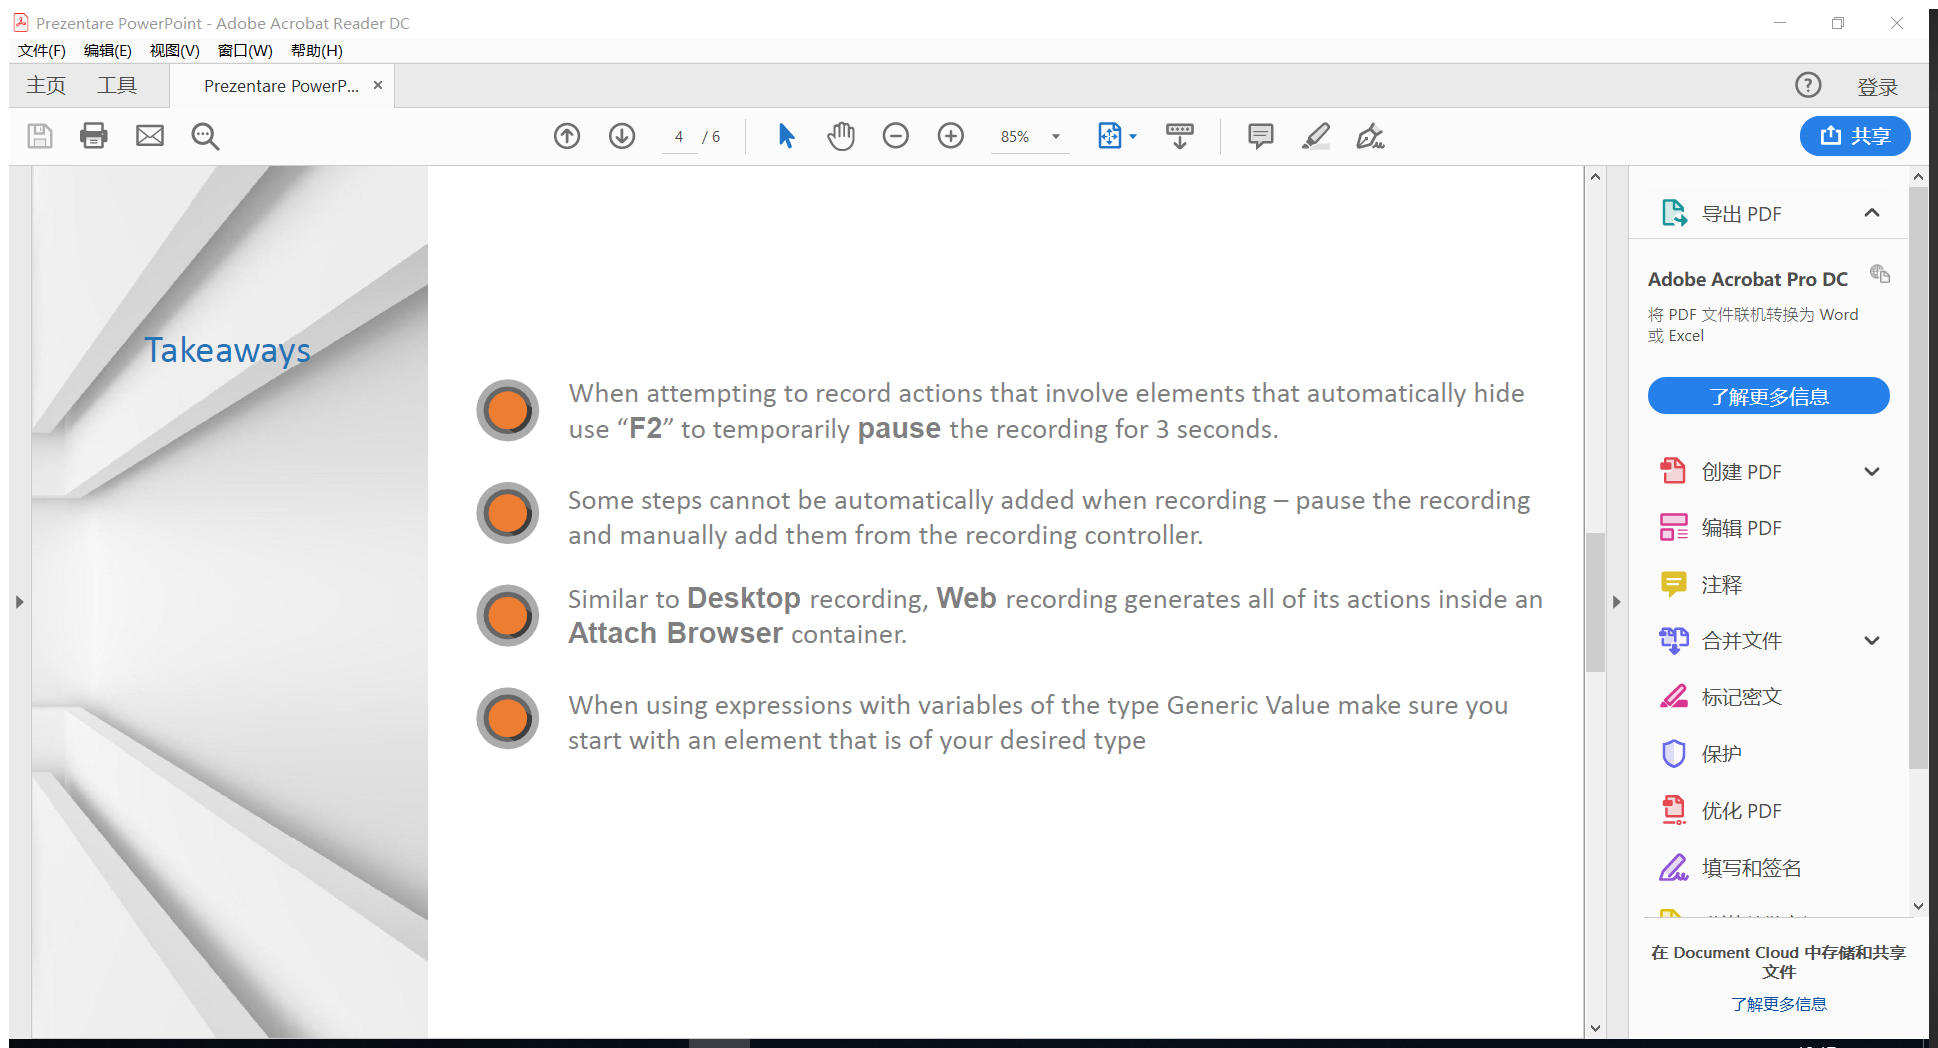 Prezentare PowerPoint - Adobe Acrobat Reader DC
文件(F) 编辑(E) 视图(V) 窗口(W) 帮助(H)
主页 工具 Prezentare PowerP... × ? 登录
4 / 6 85% 共享
Takeaways
When attempting to record actions that involve elements that automatically hide
use “F2” to temporarily pause the recording for 3 seconds.
Some steps cannot be automatically added when recording – pause the recording
and manually add them from the recording controller.
Similar to Desktop recording, Web recording generates all of its actions inside an
Attach Browser container.
When using expressions with variables of the type Generic Value make sure you
start with an element that is of your desired type
导出 PDF
Adobe Acrobat Pro DC
将 PDF 文件联机转换为 Word
或 Excel
了解更多信息
创建 PDF
编辑 PDF
注释
合并文件
标记密文
保护
优化 PDF
填写和签名
在 Document Cloud 中存储和共享
文件
了解更多信息